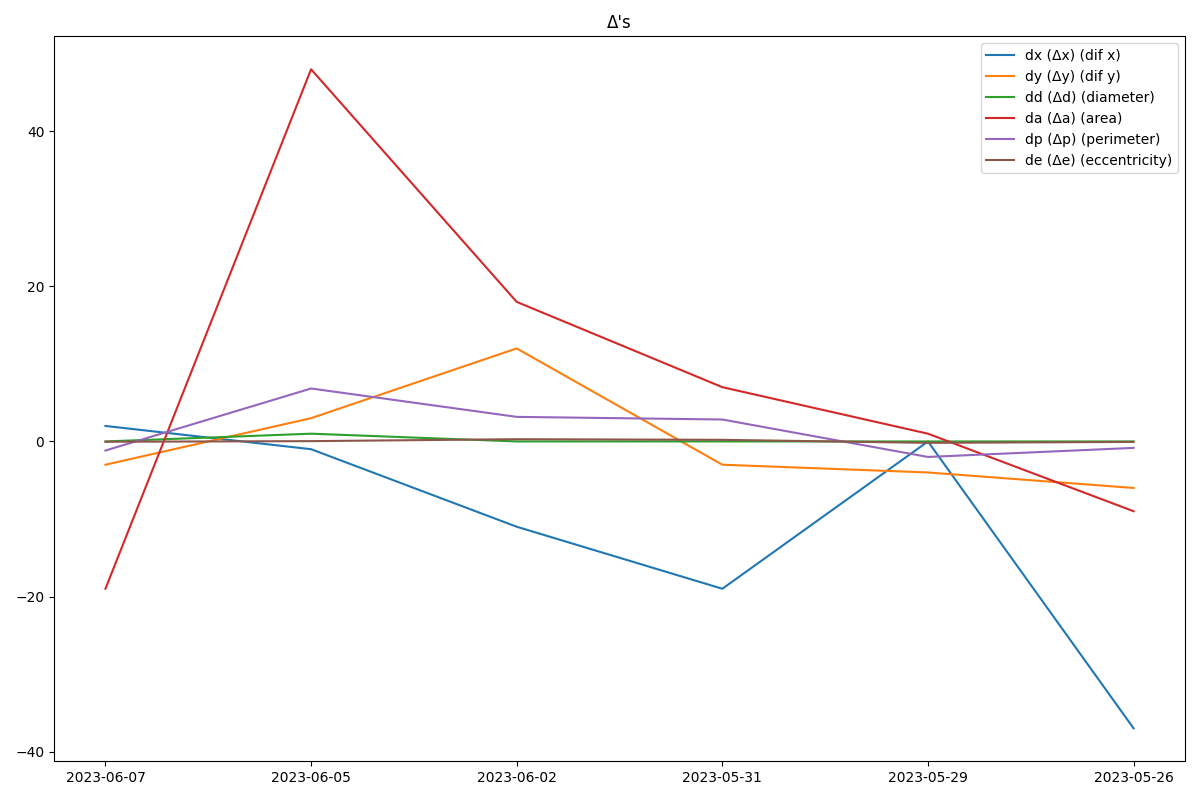 Δ's
dx (Δx) (dif x)
dy (Δy) (dif y)
dd (Δd) (diameter)
da (Δa) (area)
dp (Δp) (perimeter)
de (Δe) (eccentricity)
40
20
0
−20
−40
2023-06-07 2023-06-05 2023-06-02 2023-05-31 2023-05-29 2023-05-26